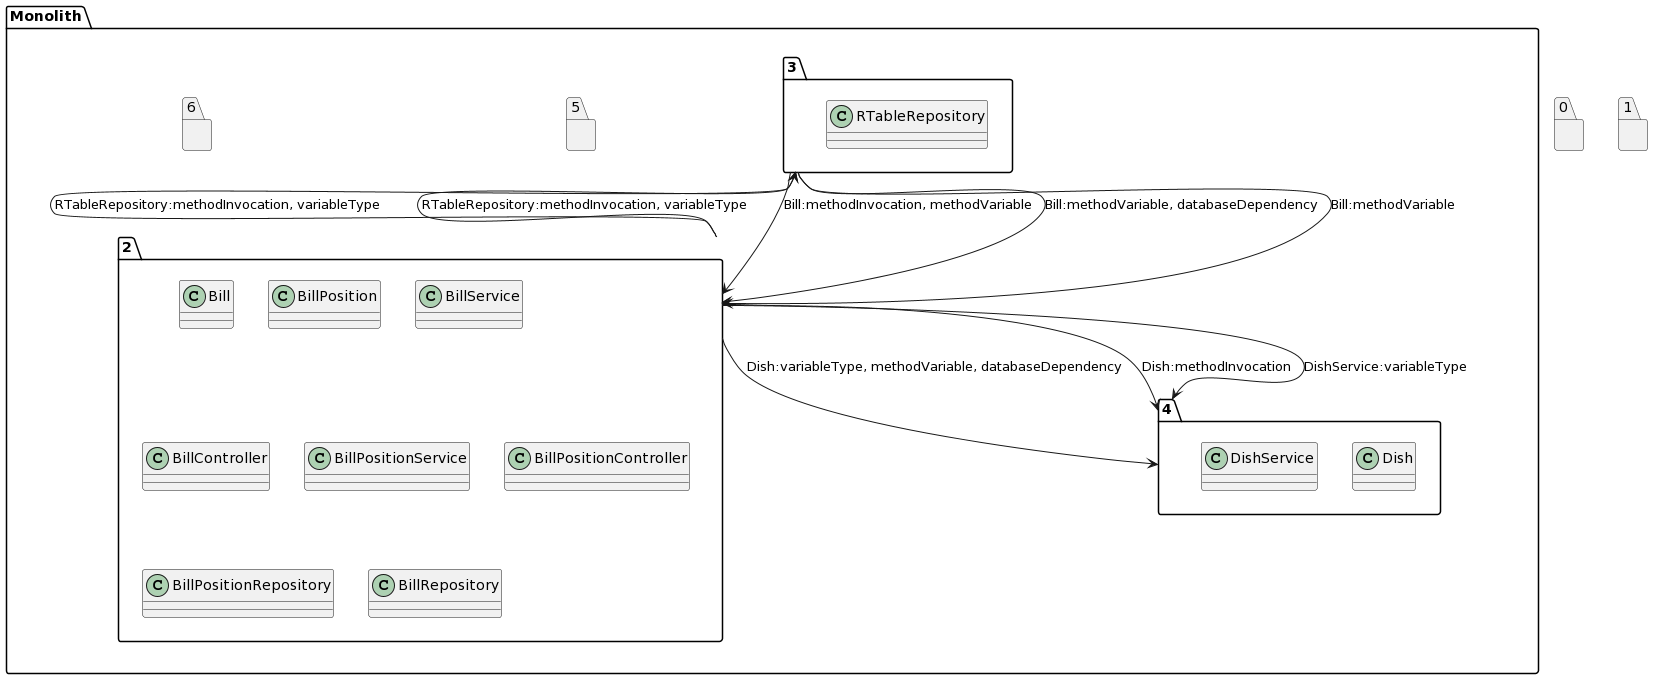 Monolith
3
C RTableRepository
6
5
0
1
RTableRepository:methodInvocation, variableType
RTableRepository:methodInvocation, variableType
Bill:methodInvocation, methodVariable
Bill:methodVariable, databaseDependency
Bill:methodVariable
2
C Bill
C BillPosition
C BillService
Dish:variableType, methodVariable, databaseDependency
Dish:methodInvocation
DishService:variableType
4
C BillController
C BillPositionService
C BillPositionController
C DishService
C Dish
C BillPositionRepository
C BillRepository